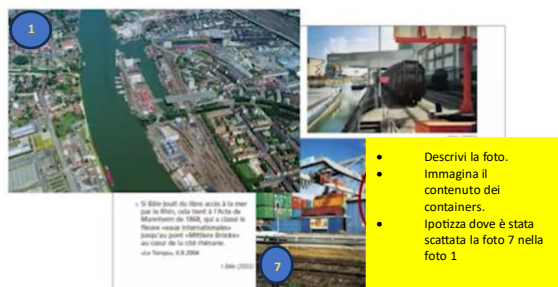 1
Si Bâle jouit du libre accès à la mer
par le Rhin, cela tient à l'Acte de
Mannheim de 1868, qui a classé le
fleuve «eaux internationales»
jusqu'au pont «Mittlere Brücke»
au cœur de la cité rhénane.
«Le Temps», 6.8.2004
Bâle (2003)
7
• Descrivi la foto.
• Immagina il
contenuto dei
containers.
• Ipotizza dove è stata
scattata la foto 7 nella
foto 1